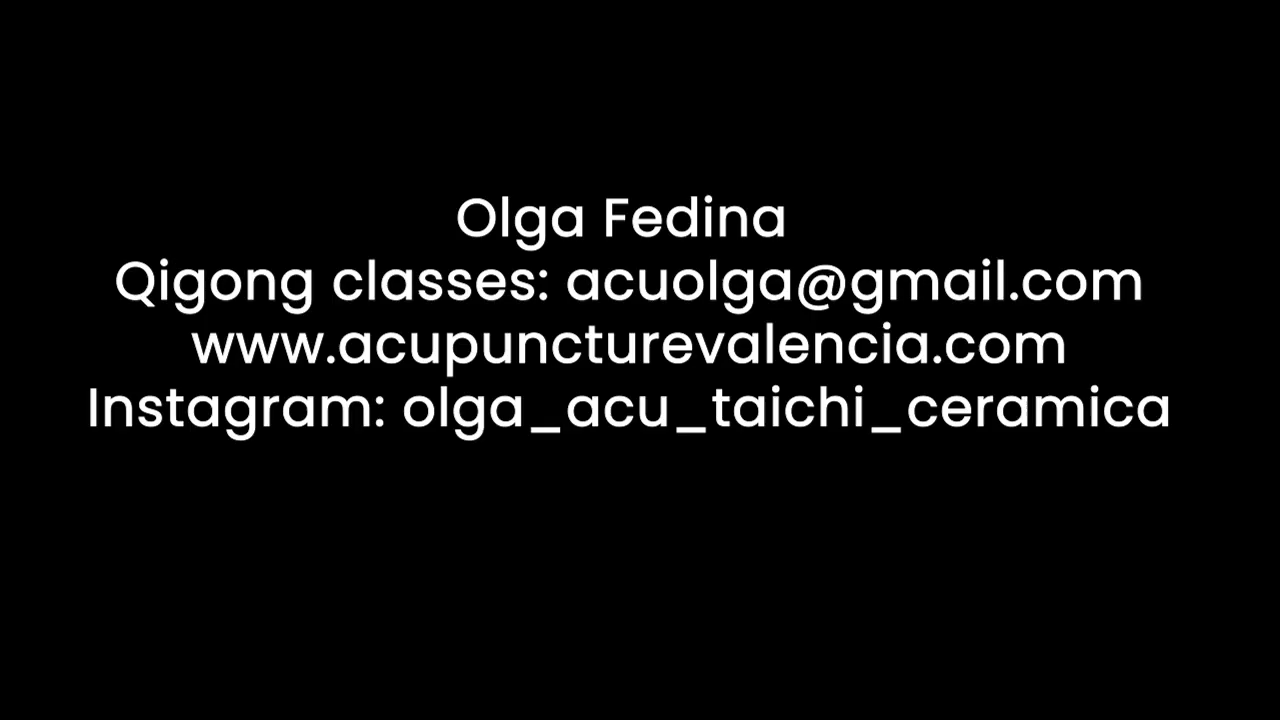 Olga Fedina
Qigong classes: acuolga@gmail.com
www.acupuncturevalencia.com
Instagram: olga_acu_taichi_ceramica